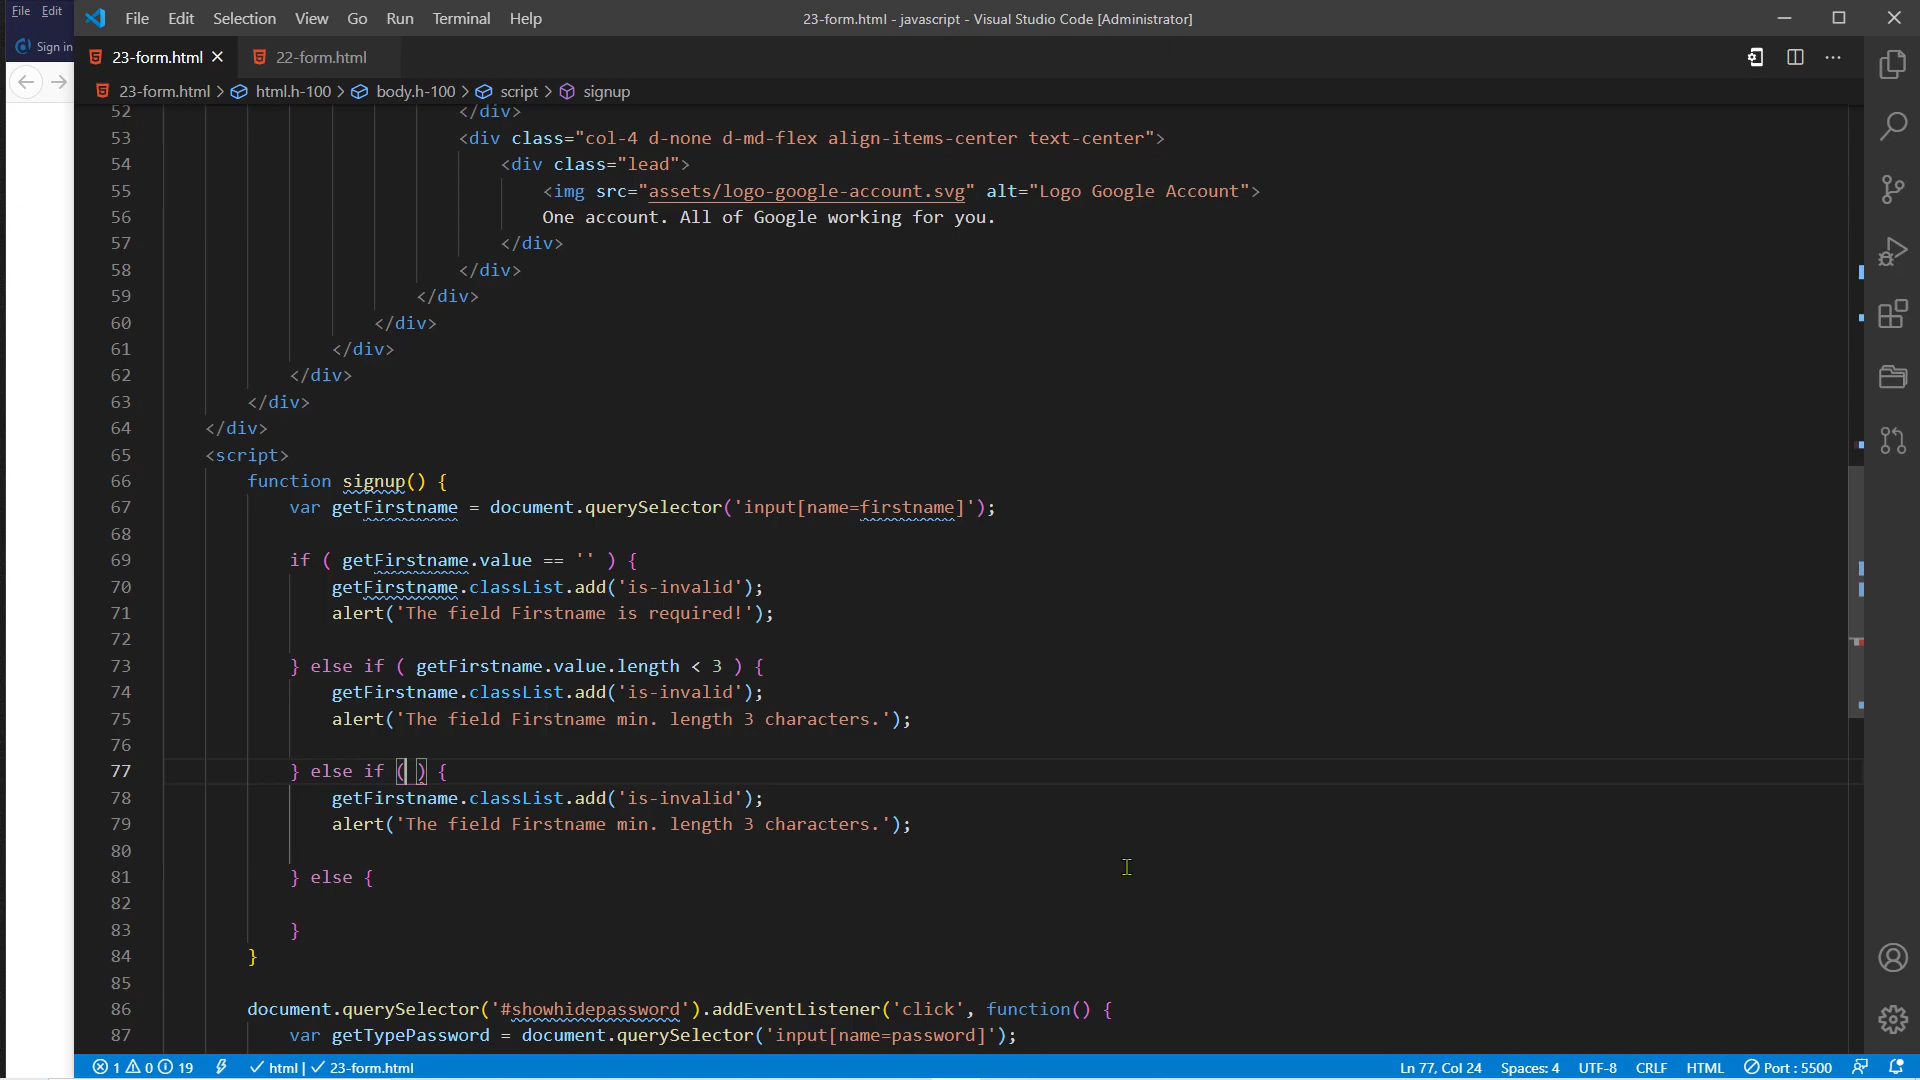 File Edit
Sign in
File Edit Selection View Go Run Terminal Help
23-form.html - javascript - Visual Studio Code [Administrator]
23-form.html 22-form.html
23-form.html > html.h-100 > body.h-100 > script > signup
52 </div>
53 <div class="col-4 d-none d-md-flex align-items-center text-center">
54 <div class="lead">
55 <img src="assets/logo-google-account.svg" alt="Logo Google Account">
56 One account. All of Google working for you.
57 </div>
58 </div>
59 </div>
60 </div>
61 </div>
62 </div>
63 </div>
64 </div>
65 <script>
66 function signup() {
67 var getFirstname = document.querySelector('input[name=firstname]');
68
69 if ( getFirstname.value == '' ) {
70 getFirstname.classList.add('is-invalid');
71 alert('The field Firstname is required!');
72
73 } else if ( getFirstname.value.length < 3 ) {
74 getFirstname.classList.add('is-invalid');
75 alert('The field Firstname min. length 3 characters.');
76
77 } else if ( ) {
78 getFirstname.classList.add('is-invalid');
79 alert('The field Firstname min. length 3 characters.');
80
81 } else {
82
83 }
84 }
85
86 document.querySelector('#showhidepassword').addEventListener('click', function() {
87 var getTypePassword = document.querySelector('input[name=password]');
1 0 19 html | 23-form.html Ln 77, Col 24 Spaces: 4 UTF-8 CRLF HTML Port : 5500